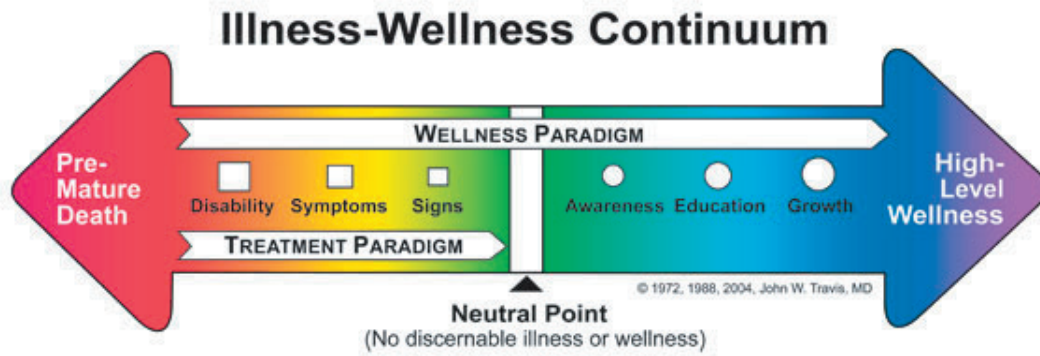 Illness-Wellness Continuum
WELLNESS PARADIGM
Pre-
Mature
Death
Disability Symptoms Signs
Awareness Education Growth
High-
Level
Wellness
TREATMENT PARADIGM
© 1972, 1988, 2004, John W. Travis, MD
Neutral Point
(No discernable illness or wellness)